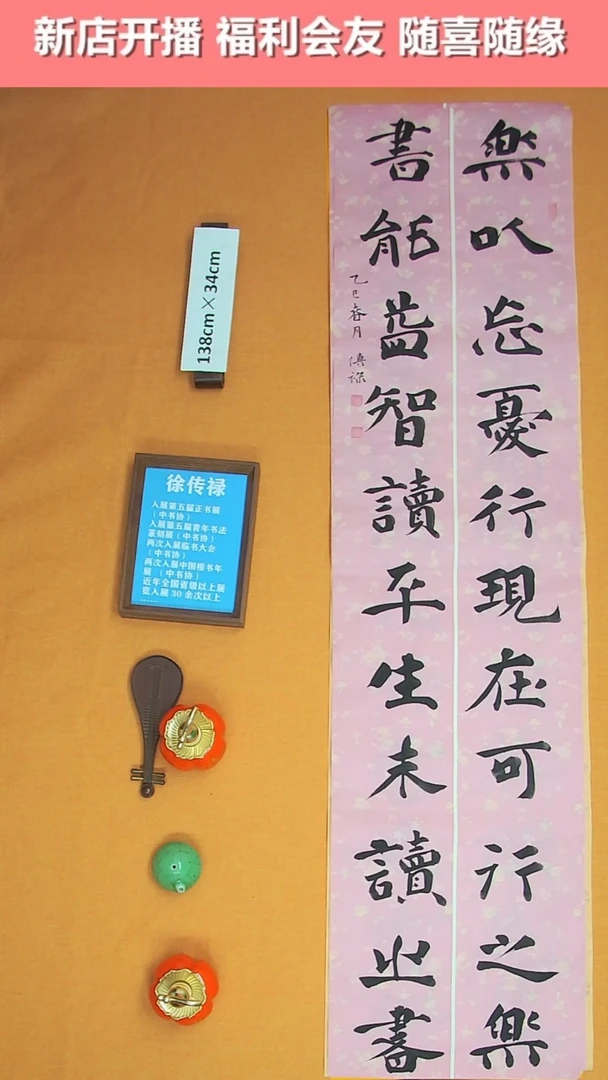 新店开播 福利会友 随喜随缘
樂以忘憂行現在可行之樂
書能益智讀平生未讀之書
乙巳春月 傳祿
138cm×34cm
徐传禄
入展第五届正书展
（中书协）
入展第五届青年书法
篆刻展（中书协）
两次入展临书大会
（中书协）
两次入展中国楷书年
展（中书协）
近年全国省级以上展
览入展 30 余次以上
......